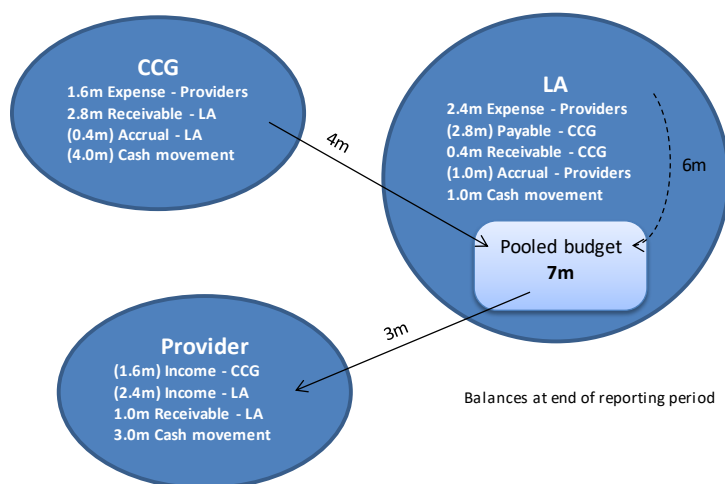 CCG
1.6m Expense - Providers
2.8m Receivable - LA
(0.4m) Accrual - LA
(4.0m) Cash movement
4m
LA
2.4m Expense - Providers
(2.8m) Payable - CCG
0.4m Receivable - CCG
(1.0m) Accrual - Providers
1.0m Cash movement
6m
Pooled budget
7m
3m
Provider
(1.6m) Income - CCG
(2.4m) Income - LA
1.0m Receivable - LA
3.0m Cash movement
Balances at end of reporting period